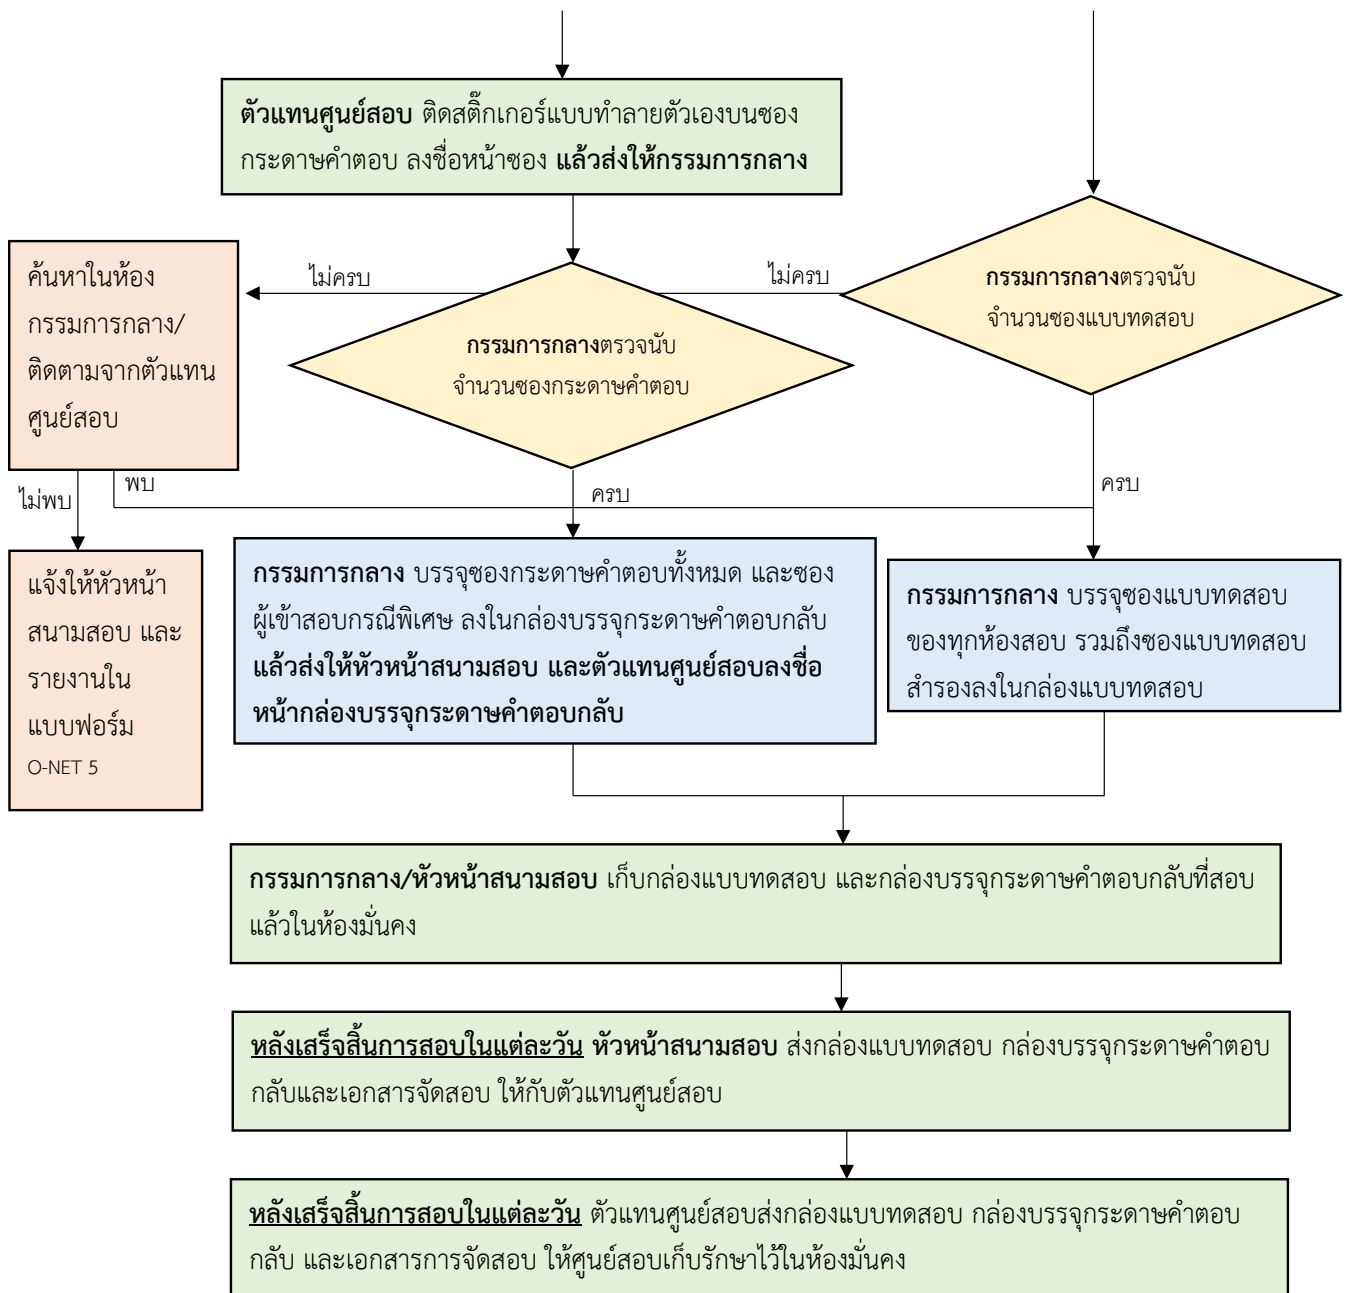 ตัวแทนศูนย์สอบ ติดสติ๊กเกอร์แบบทำลายตัวเองบนซอง
กระดาษคำตอบ ลงชื่อหน้าซอง แล้วส่งให้กรรมการกลาง
ค้นหาในห้อง
กรรมการกลาง/
ติดตามจากตัวแทน
ศูนย์สอบ
ไม่ครบ
กรรมการกลางตรวจนับ
จำนวนซองกระดาษคำตอบ
ไม่ครบ
กรรมการกลางตรวจนับ
จำนวนซองแบบทดสอบ
ไม่พบ
พบ
ครบ
ครบ
แจ้งให้หัวหน้า
สนามสอบ และ
รายงานใน
แบบฟอร์ม
O-NET 5
กรรมการกลาง บรรจุซองกระดาษคำตอบทั้งหมด และซอง
ผู้เข้าสอบกรณีพิเศษ ลงในกล่องบรรจุกระดาษคำตอบกลับ
แล้วส่งให้หัวหน้าสนามสอบ และตัวแทนศูนย์สอบลงชื่อ
หน้ากล่องบรรจุกระดาษคำตอบกลับ
กรรมการกลาง บรรจุซองแบบทดสอบ
ของทุกห้องสอบ รวมถึงซองแบบทดสอบ
สำรองลงในกล่องแบบทดสอบ
กรรมการกลาง/หัวหน้าสนามสอบ เก็บกล่องแบบทดสอบ และกล่องบรรจุกระดาษคำตอบกลับที่สอบ
แล้วในห้องมั่นคง
หลังเสร็จสิ้นการสอบในแต่ละวัน หัวหน้าสนามสอบ ส่งกล่องแบบทดสอบ กล่องบรรจุกระดาษคำตอบ
กลับและเอกสารจัดสอบ ให้กับตัวแทนศูนย์สอบ
หลังเสร็จสิ้นการสอบในแต่ละวัน ตัวแทนศูนย์สอบส่งกล่องแบบทดสอบ กล่องบรรจุกระดาษคำตอบ
กลับ และเอกสารการจัดสอบ ให้ศูนย์สอบเก็บรักษาไว้ในห้องมั่นคง